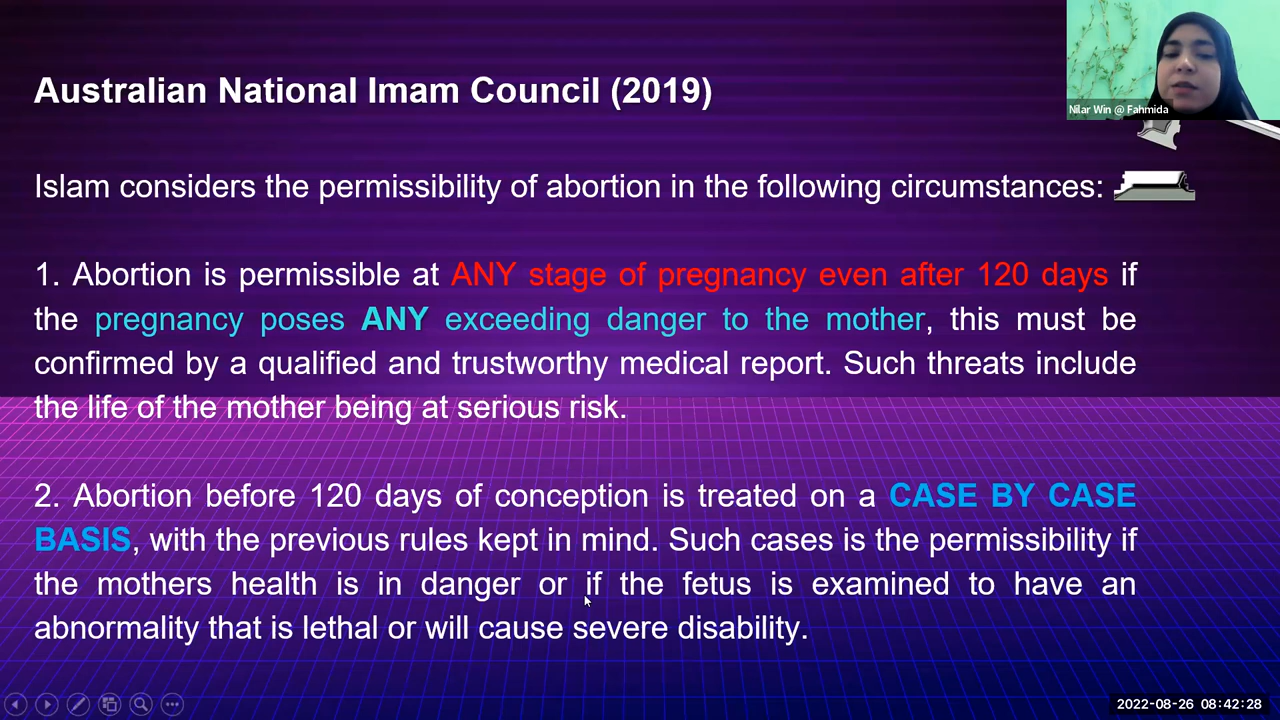 Australian National Imam Council (2019)
Nilar Win @ Fahmida
Islam considers the permissibility of abortion in the following circumstances:
1. Abortion is permissible at ANY stage of pregnancy even after 120 days if
the pregnancy poses ANY exceeding danger to the mother, this must be
confirmed by a qualified and trustworthy medical report. Such threats include
the life of the mother being at serious risk.
2. Abortion before 120 days of conception is treated on a CASE BY CASE
BASIS, with the previous rules kept in mind. Such cases is the permissibility if
the mothers health is in danger or if the fetus is examined to have an
abnormality that is lethal or will cause severe disability.
2022-08-26 08:42:28